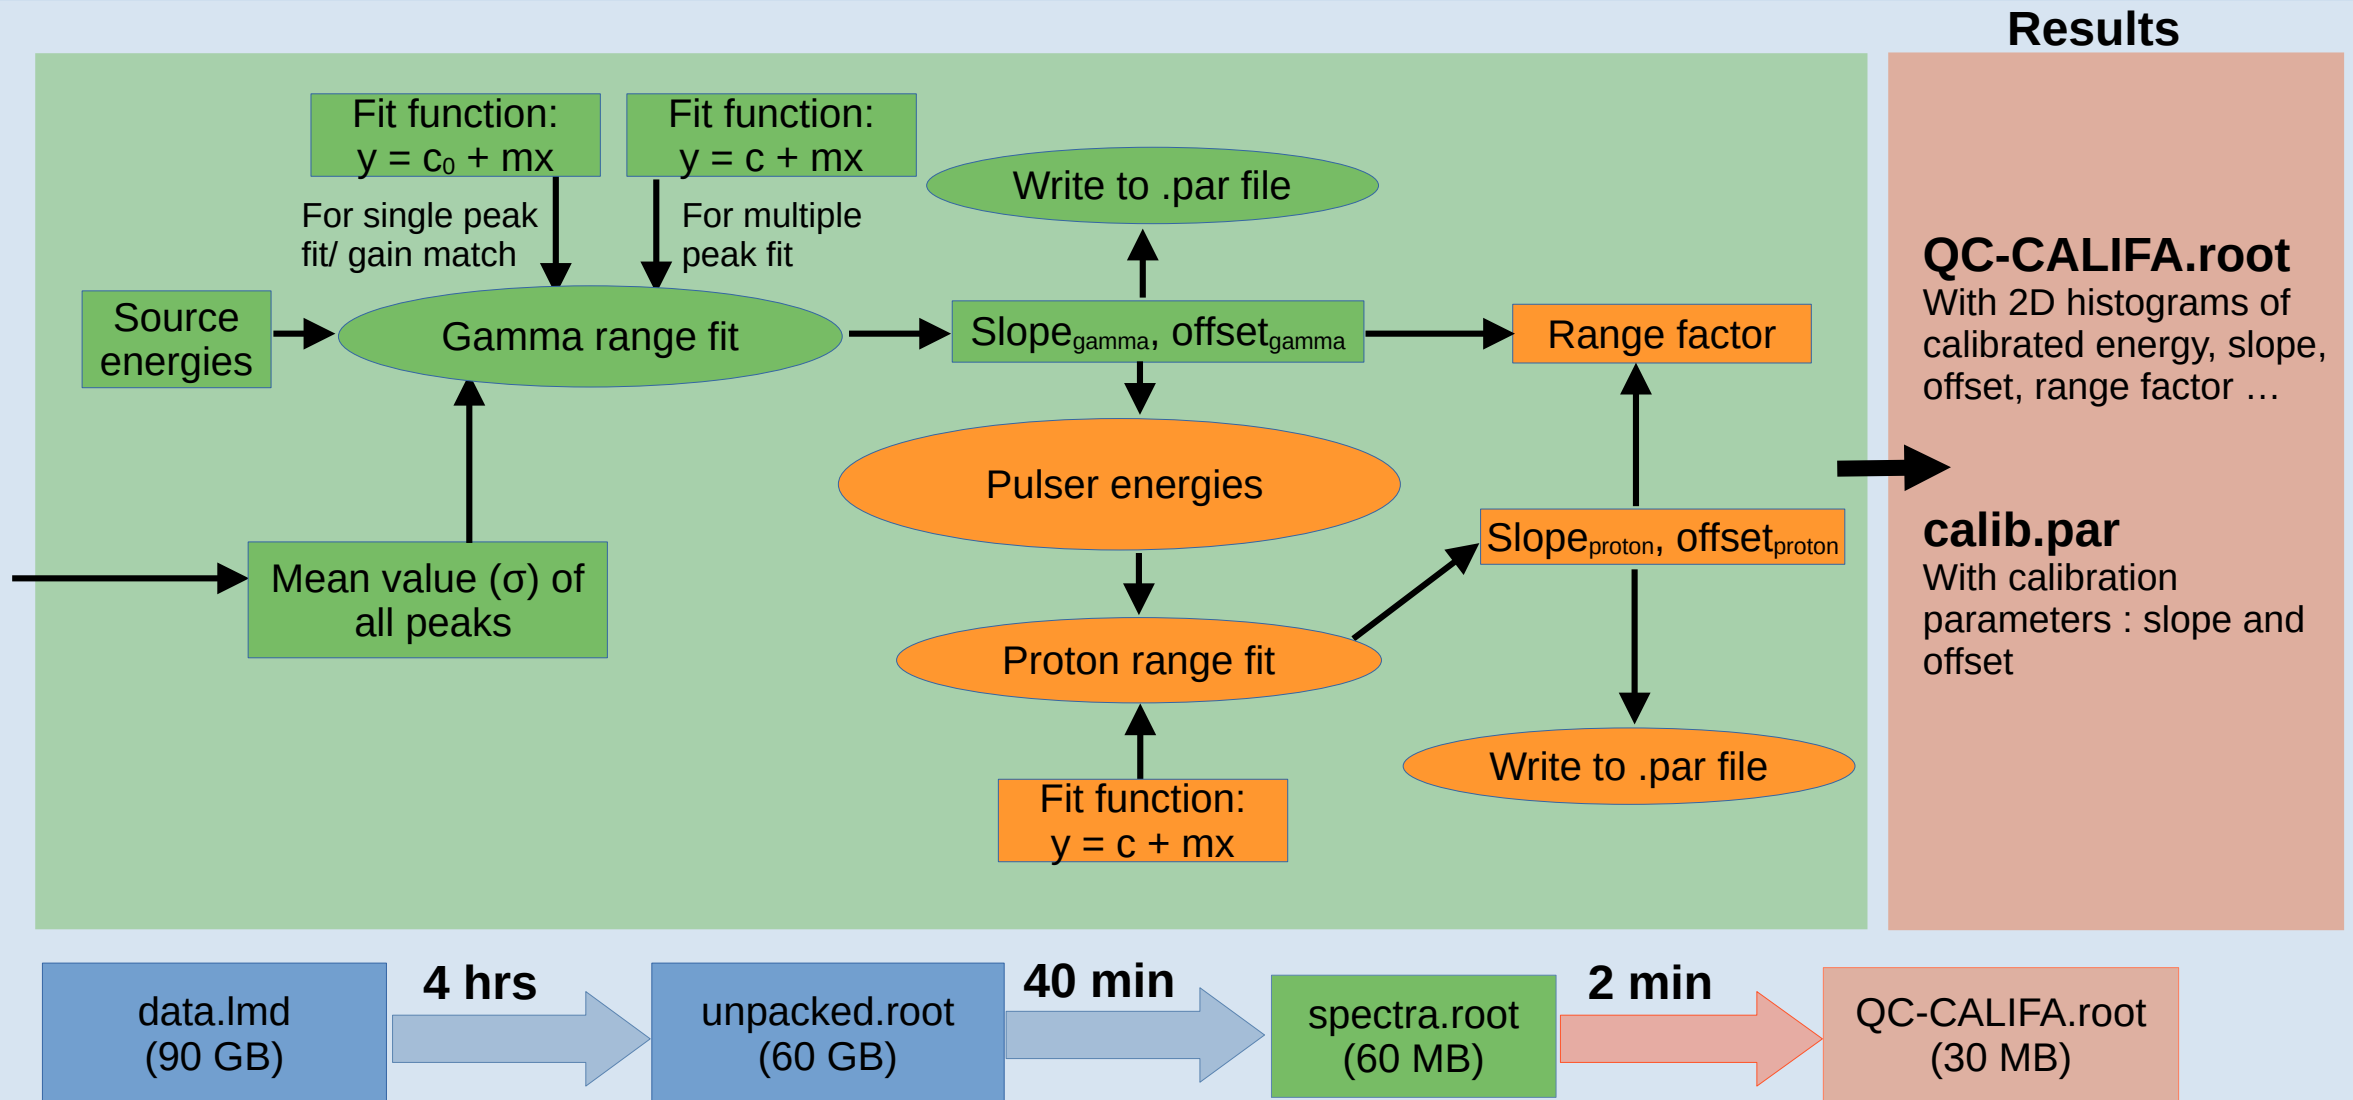 Results
Fit function:
y = c₀ + mx
Fit function:
y = c + mx
For single peak
fit/ gain match
For multiple
peak fit
Write to .par file
Source
energies
Gamma range fit
Slopegamma, offsetgamma
Range factor
Pulser energies
Mean value (σ) of
all peaks
Slopeproton, offsetproton
Proton range fit
Write to .par file
Fit function:
y = c + mx
QC-CALIFA.root
With 2D histograms of
calibrated energy, slope,
offset, range factor …
calib.par
With calibration
parameters : slope and
offset
data.lmd
(90 GB)
4 hrs
unpacked.root
(60 GB)
40 min
spectra.root
(60 MB)
2 min
QC-CALIFA.root
(30 MB)